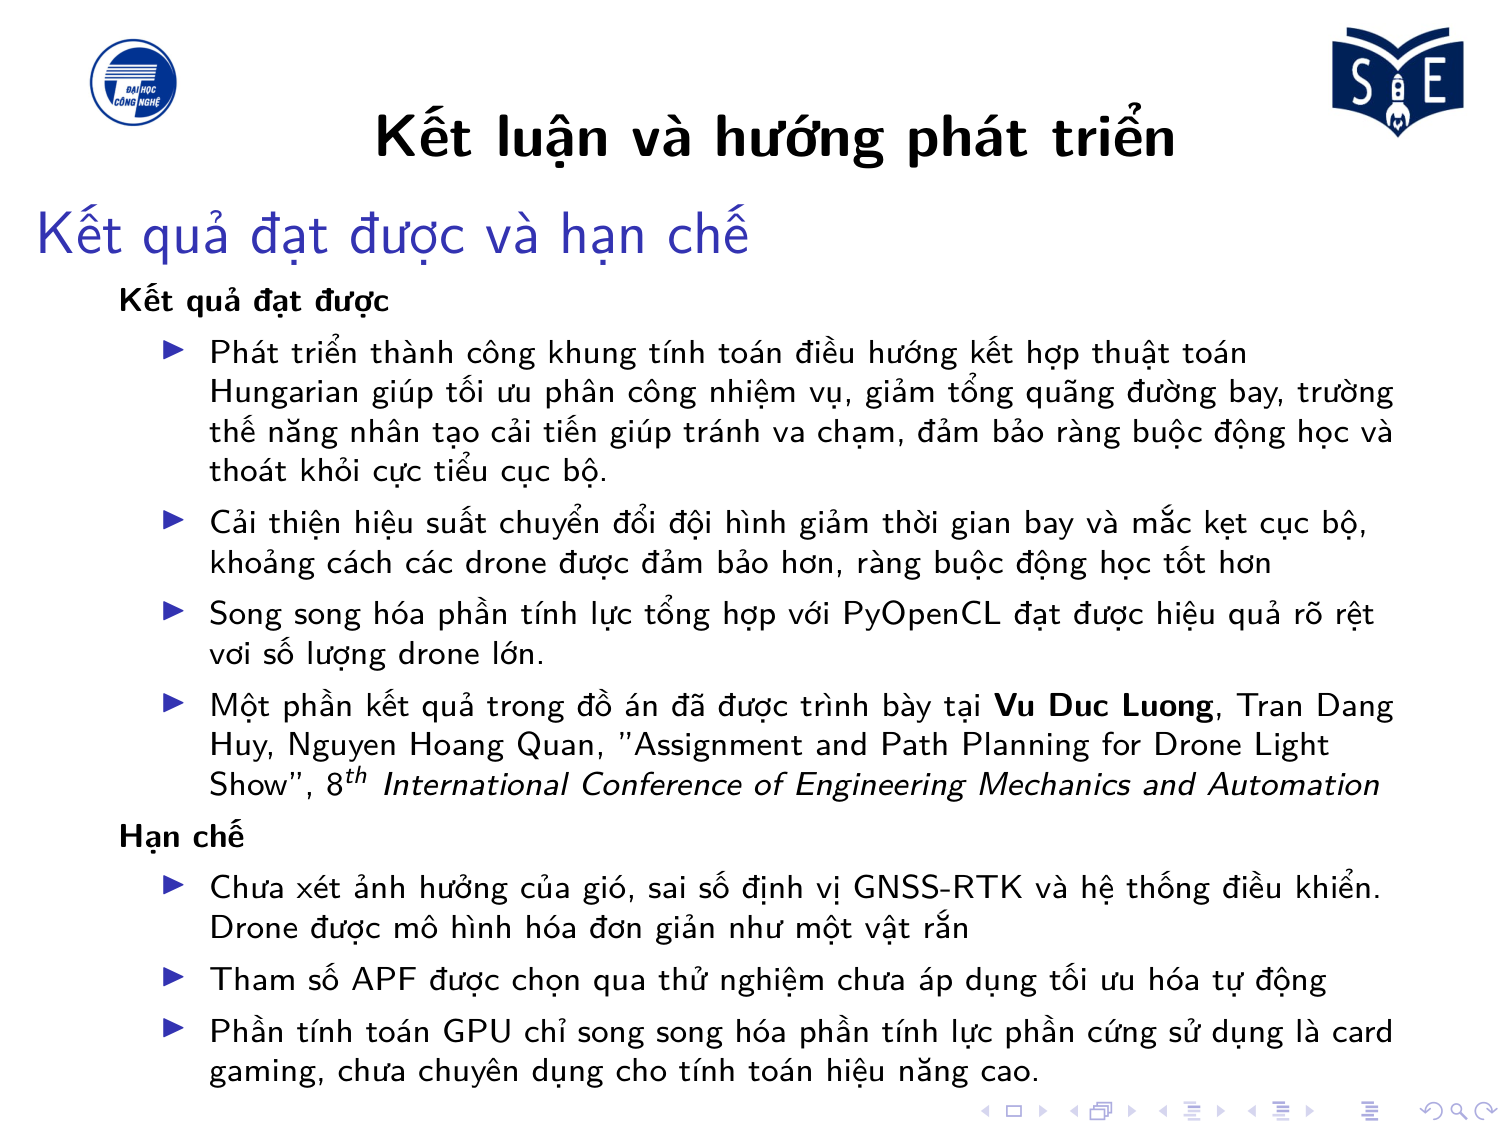 ĐẠI HỌC
CÔNG NGHỆ
S E
Kết luận và hướng phát triển
Kết quả đạt được và hạn chế
Kết quả đạt được
Phát triển thành công khung tính toán điều hướng kết hợp thuật toán
Hungarian giúp tối ưu phân công nhiệm vụ, giảm tổng quãng đường bay, trường
thế năng nhân tạo cải tiến giúp tránh va chạm, đảm bảo ràng buộc động học và
thoát khỏi cực tiểu cục bộ.
Cải thiện hiệu suất chuyển đổi đội hình giảm thời gian bay và mắc kẹt cục bộ,
khoảng cách các drone được đảm bảo hơn, ràng buộc động học tốt hơn
Song song hóa phần tính lực tổng hợp với PyOpenCL đạt được hiệu quả rõ rệt
vơi số lượng drone lớn.
Một phần kết quả trong đồ án đã được trình bày tại Vu Duc Luong, Tran Dang
Huy, Nguyen Hoang Quan, ”Assignment and Path Planning for Drone Light
Show”, 8th International Conference of Engineering Mechanics and Automation
Hạn chế
Chưa xét ảnh hưởng của gió, sai số định vị GNSS-RTK và hệ thống điều khiển.
Drone được mô hình hóa đơn giản như một vật rắn
Tham số APF được chọn qua thử nghiệm chưa áp dụng tối ưu hóa tự động
Phần tính toán GPU chỉ song song hóa phần tính lực phần cứng sử dụng là card
gaming, chưa chuyên dụng cho tính toán hiệu năng cao.